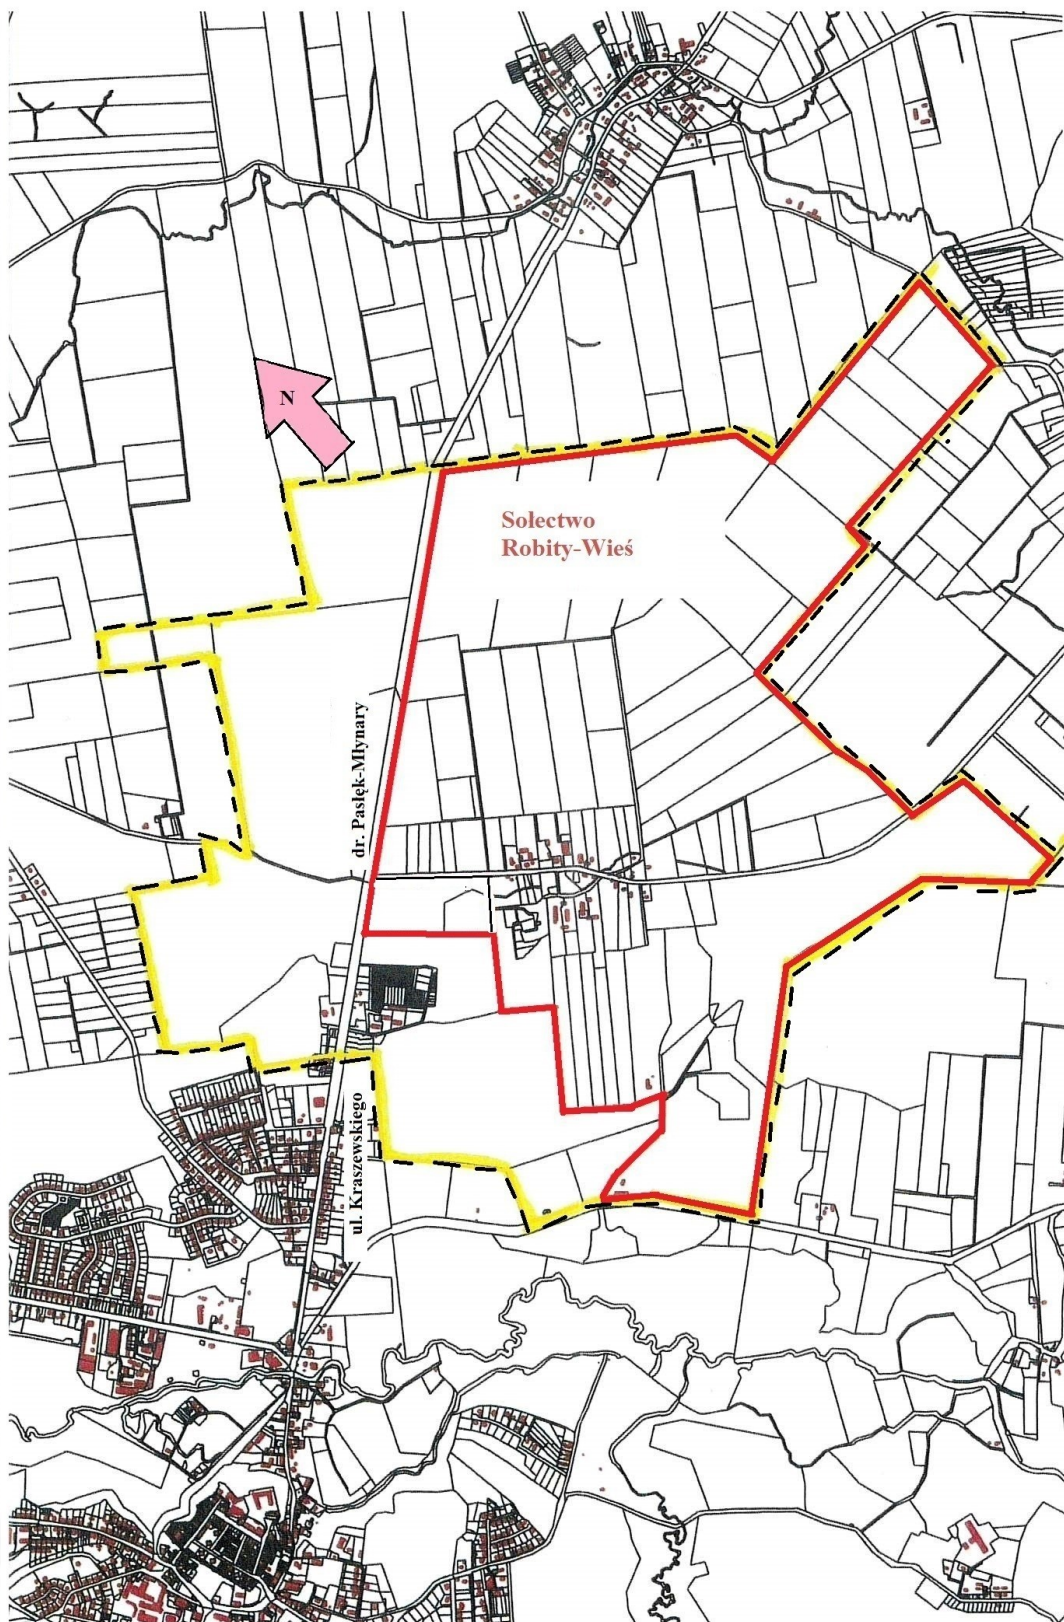 N
Sołectwo
Robity-Wieś
dr. Pasłęk-Młynary
ul. Kraszewskiego